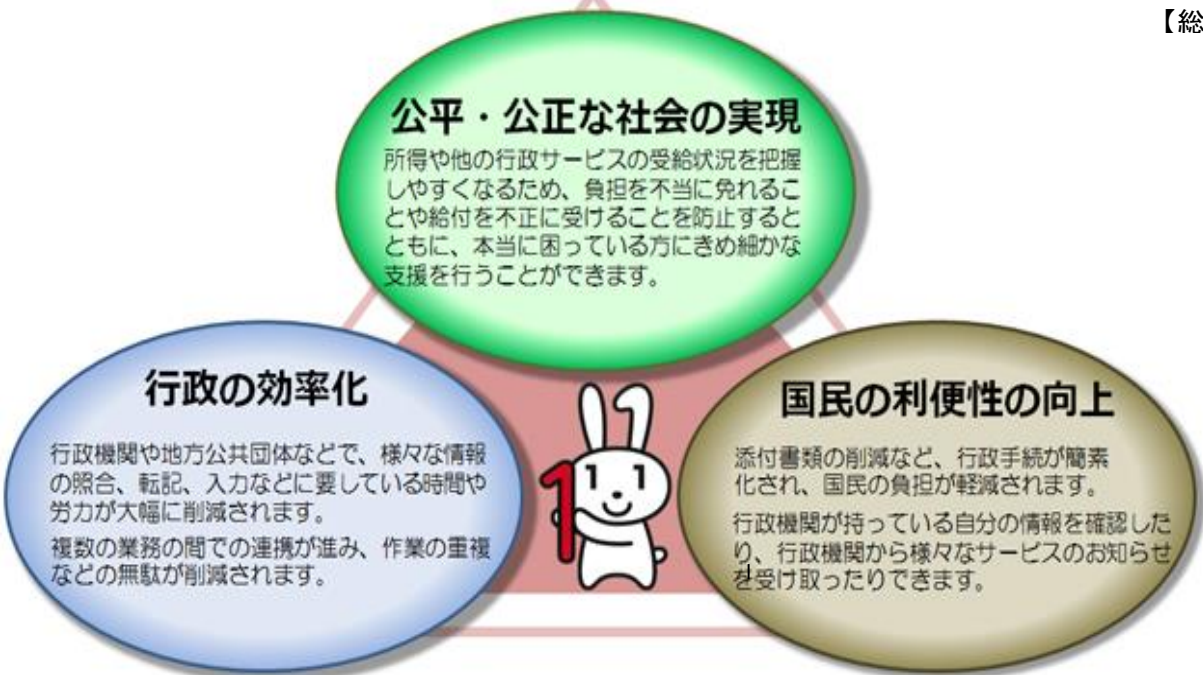 【総
公平・公正な社会の実現
所得や他の行政サービスの受給状況を把握
しやすくなるため、負担を不当に免れるこ
とや給付を不正に受けることを防止すると
ともに、本当に困っている方にきめ細かな
支援を行うことができます。
行政の効率化
行政機関や地方公共団体などで、様々な情報
の照合、転記、入力などに要している時間や
労力が大幅に削減されます。
複数の業務の間での連携が進み、作業の重複
などの無駄が削減されます。
国民の利便性の向上
添付書類の削減など、行政手続が簡素
化され、国民の負担が軽減されます。
行政機関が持っている自分の情報を確認した
り、行政機関から様々なサービスのお知らせ
を受け取ったりできます。
1